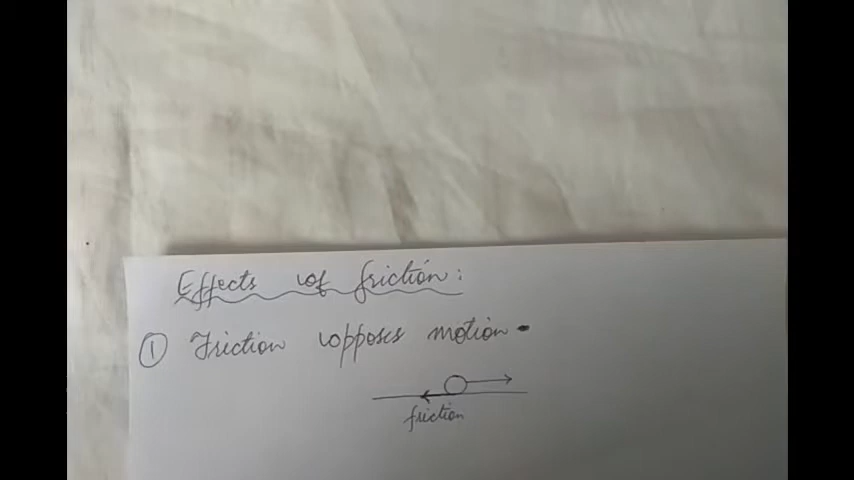 Effects of friction:
① Friction opposes motion.
friction